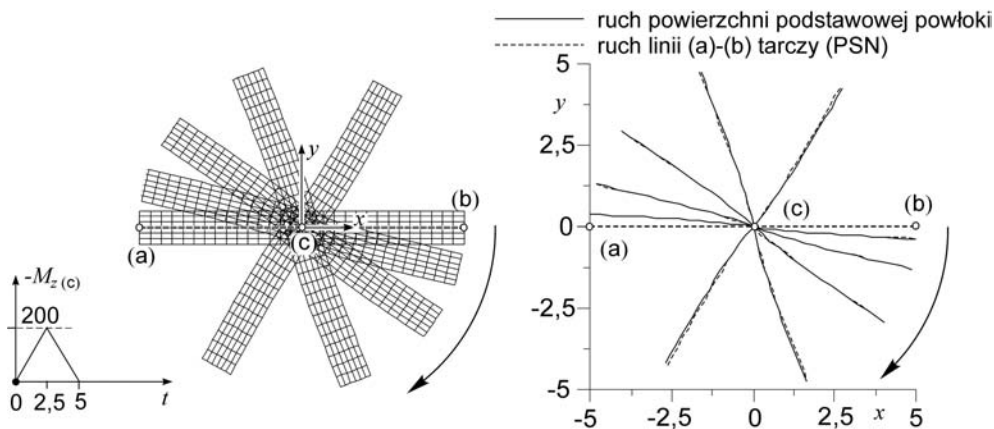 ruch powierzchni podstawowej powłoki
ruch linii (a)-(b) tarczy (PSN)
y
x
(a)
(b)
(c)
-M_z (c)
200
0
2,5
5
t
5
y
2,5
0
-2,5
-5
(a)
(b)
(c)
-5
-2,5
0
2,5
x
5